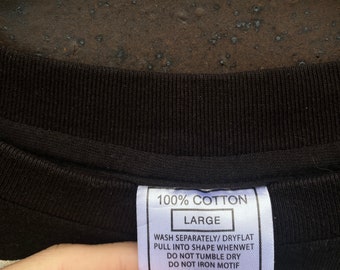 100% COTTON
LARGE
WASH SEPARATELY/ DRYFLAT
PULL INTO SHAPE WHENWET
DO NOT TUMBLE DRY
DO NOT IRON MOTIF